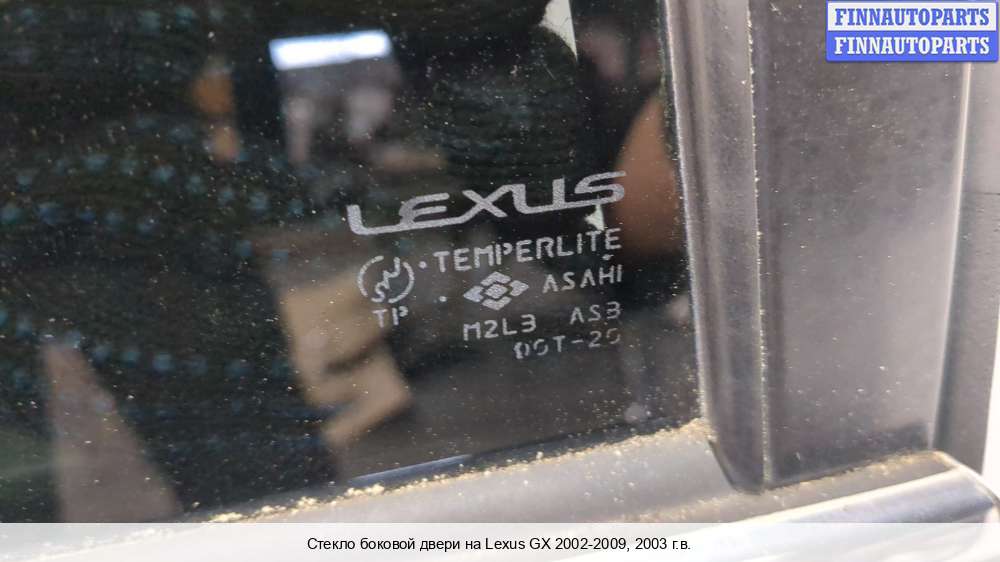 FINNAUTOPARTS
FINNAUTOPARTS
LEXUS
TEMPERLITE
ASAHI
TP
M2L3 AS3
DOT-20
Стекло боковой двери на Lexus GX 2002-2009, 2003 г.в.